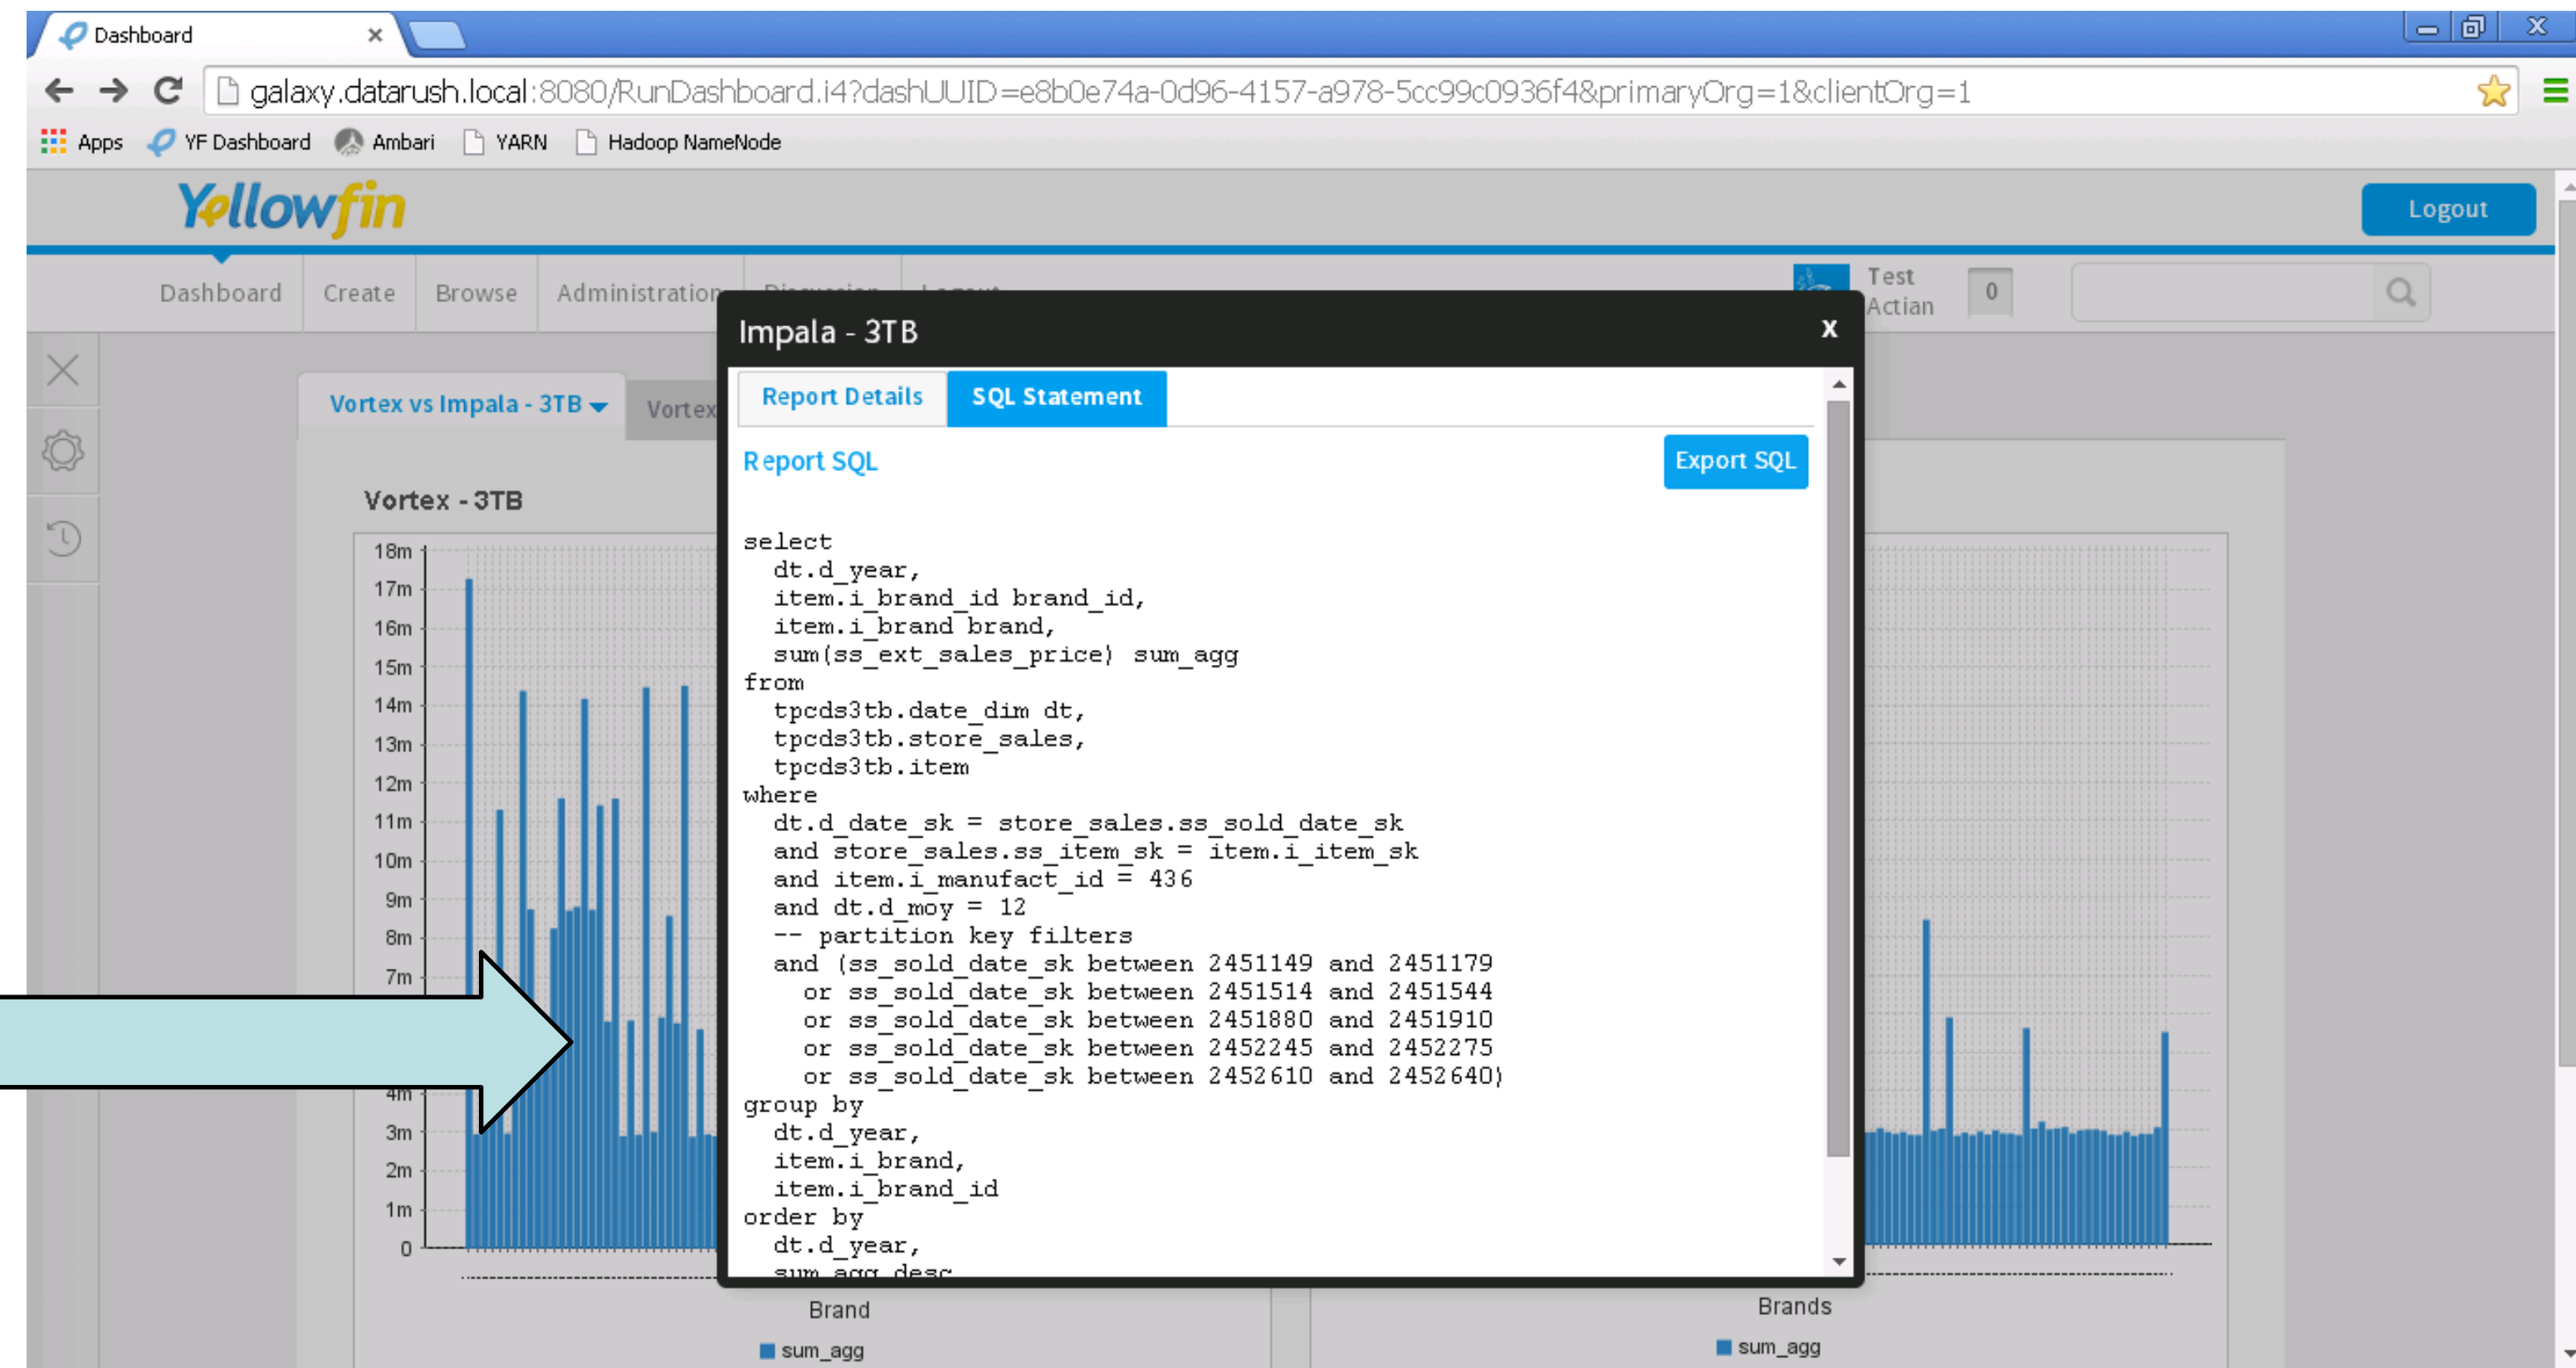 Dashboard
galaxy.datarush.local:8080/RunDashboard.i4?dashUUID=e8b0e74a-0d96-4157-a978-5cc99c0936f4&primaryOrg=1&clientOrg=1
Apps YF Dashboard Ambari YARN Hadoop NameNode
Yellowfin
Logout
Dashboard Create Browse Administration
Test
Actian
0
Vortex vs Impala - 3TB
Vortex
Vortex - 3TB
18m
17m
16m
15m
14m
13m
12m
11m
10m
9m
8m
7m
4m
3m
2m
1m
0
Brand
sum_agg
Impala - 3TB
x
Report Details SQL Statement
Report SQL
Export SQL
select
dt.d_year,
item.i_brand_id brand_id,
item.i_brand brand,
sum(ss_ext_sales_price) sum_agg
from
tpcds3tb.date_dim dt,
tpcds3tb.store_sales,
tpcds3tb.item
where
dt.d_date_sk = store_sales.ss_sold_date_sk
and store_sales.ss_item_sk = item.i_item_sk
and item.i_manufact_id = 436
and dt.d_moy = 12
-- partition key filters
and (ss_sold_date_sk between 2451149 and 2451179
or ss_sold_date_sk between 2451514 and 2451544
or ss_sold_date_sk between 2451880 and 2451910
or ss_sold_date_sk between 2452245 and 2452275
or ss_sold_date_sk between 2452610 and 2452640)
group by
dt.d_year,
item.i_brand,
item.i_brand_id
order by
dt.d_year,
sum_agg desc
Brands
sum_agg